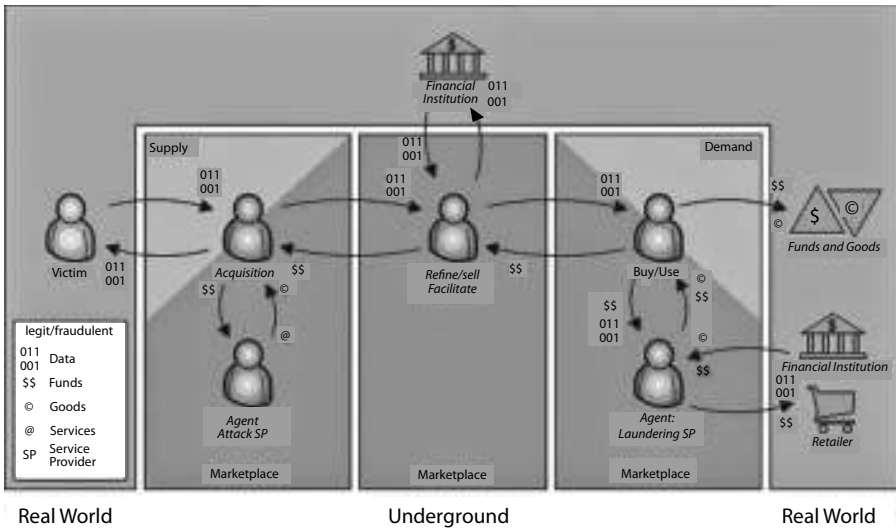 $
Financial
Institution
011
001
Supply
Demand
011
001
011
001
011
001
$$
$
©
©
Funds and Goods
Victim
011
001
Acquisition
$$
Refine/sell
Facilitate
$$
Buy/Use
©
$$
$$
©
@
$$
011
001
©
$$
$
Financial Institution
011
001
$$
Retailer
Agent
Attack SP
Agent:
Laundering SP
legit/fraudulent
011
001
Data
$$ Funds
© Goods
@ Services
SP Service
Provider
Marketplace
Marketplace
Marketplace
Real World
Underground
Real World